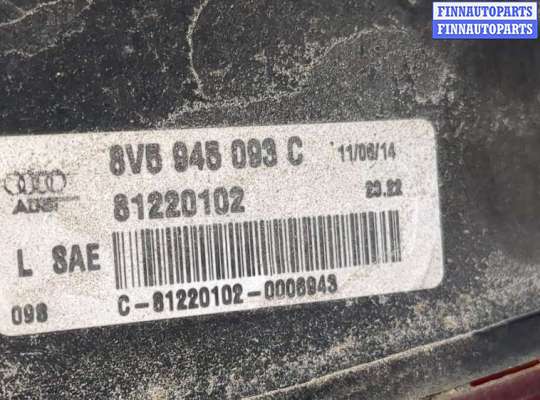 FINNAUTOPARTS
FINNAUTOPARTS
8V5 945 093 C 11/06/14
Audi
81220102 23.22
L SAE
C-81220102-0006943
098